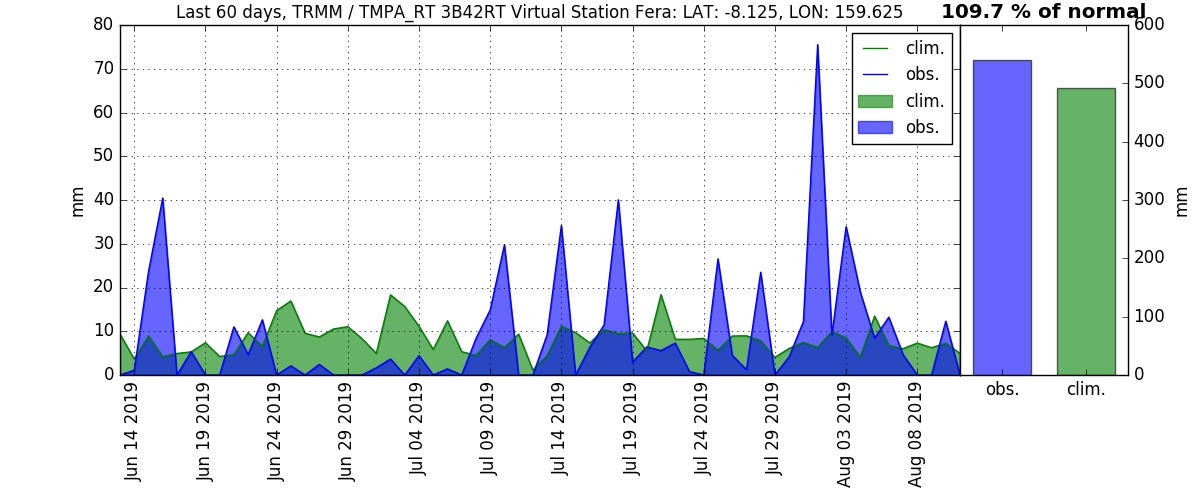 Last 60 days, TRMM / TMPA_RT 3B42RT Virtual Station Fera: LAT: -8.125, LON: 159.625
109.7 % of normal
80
70
60
50
40
30
20
10
0
mm
clim.
obs.
clim.
obs.
600
500
400
300
200
100
0
mm
Jun 14 2019
Jun 19 2019
Jun 24 2019
Jun 29 2019
Jul 04 2019
Jul 09 2019
Jul 14 2019
Jul 19 2019
Jul 24 2019
Jul 29 2019
Aug 03 2019
Aug 08 2019
obs.
clim.